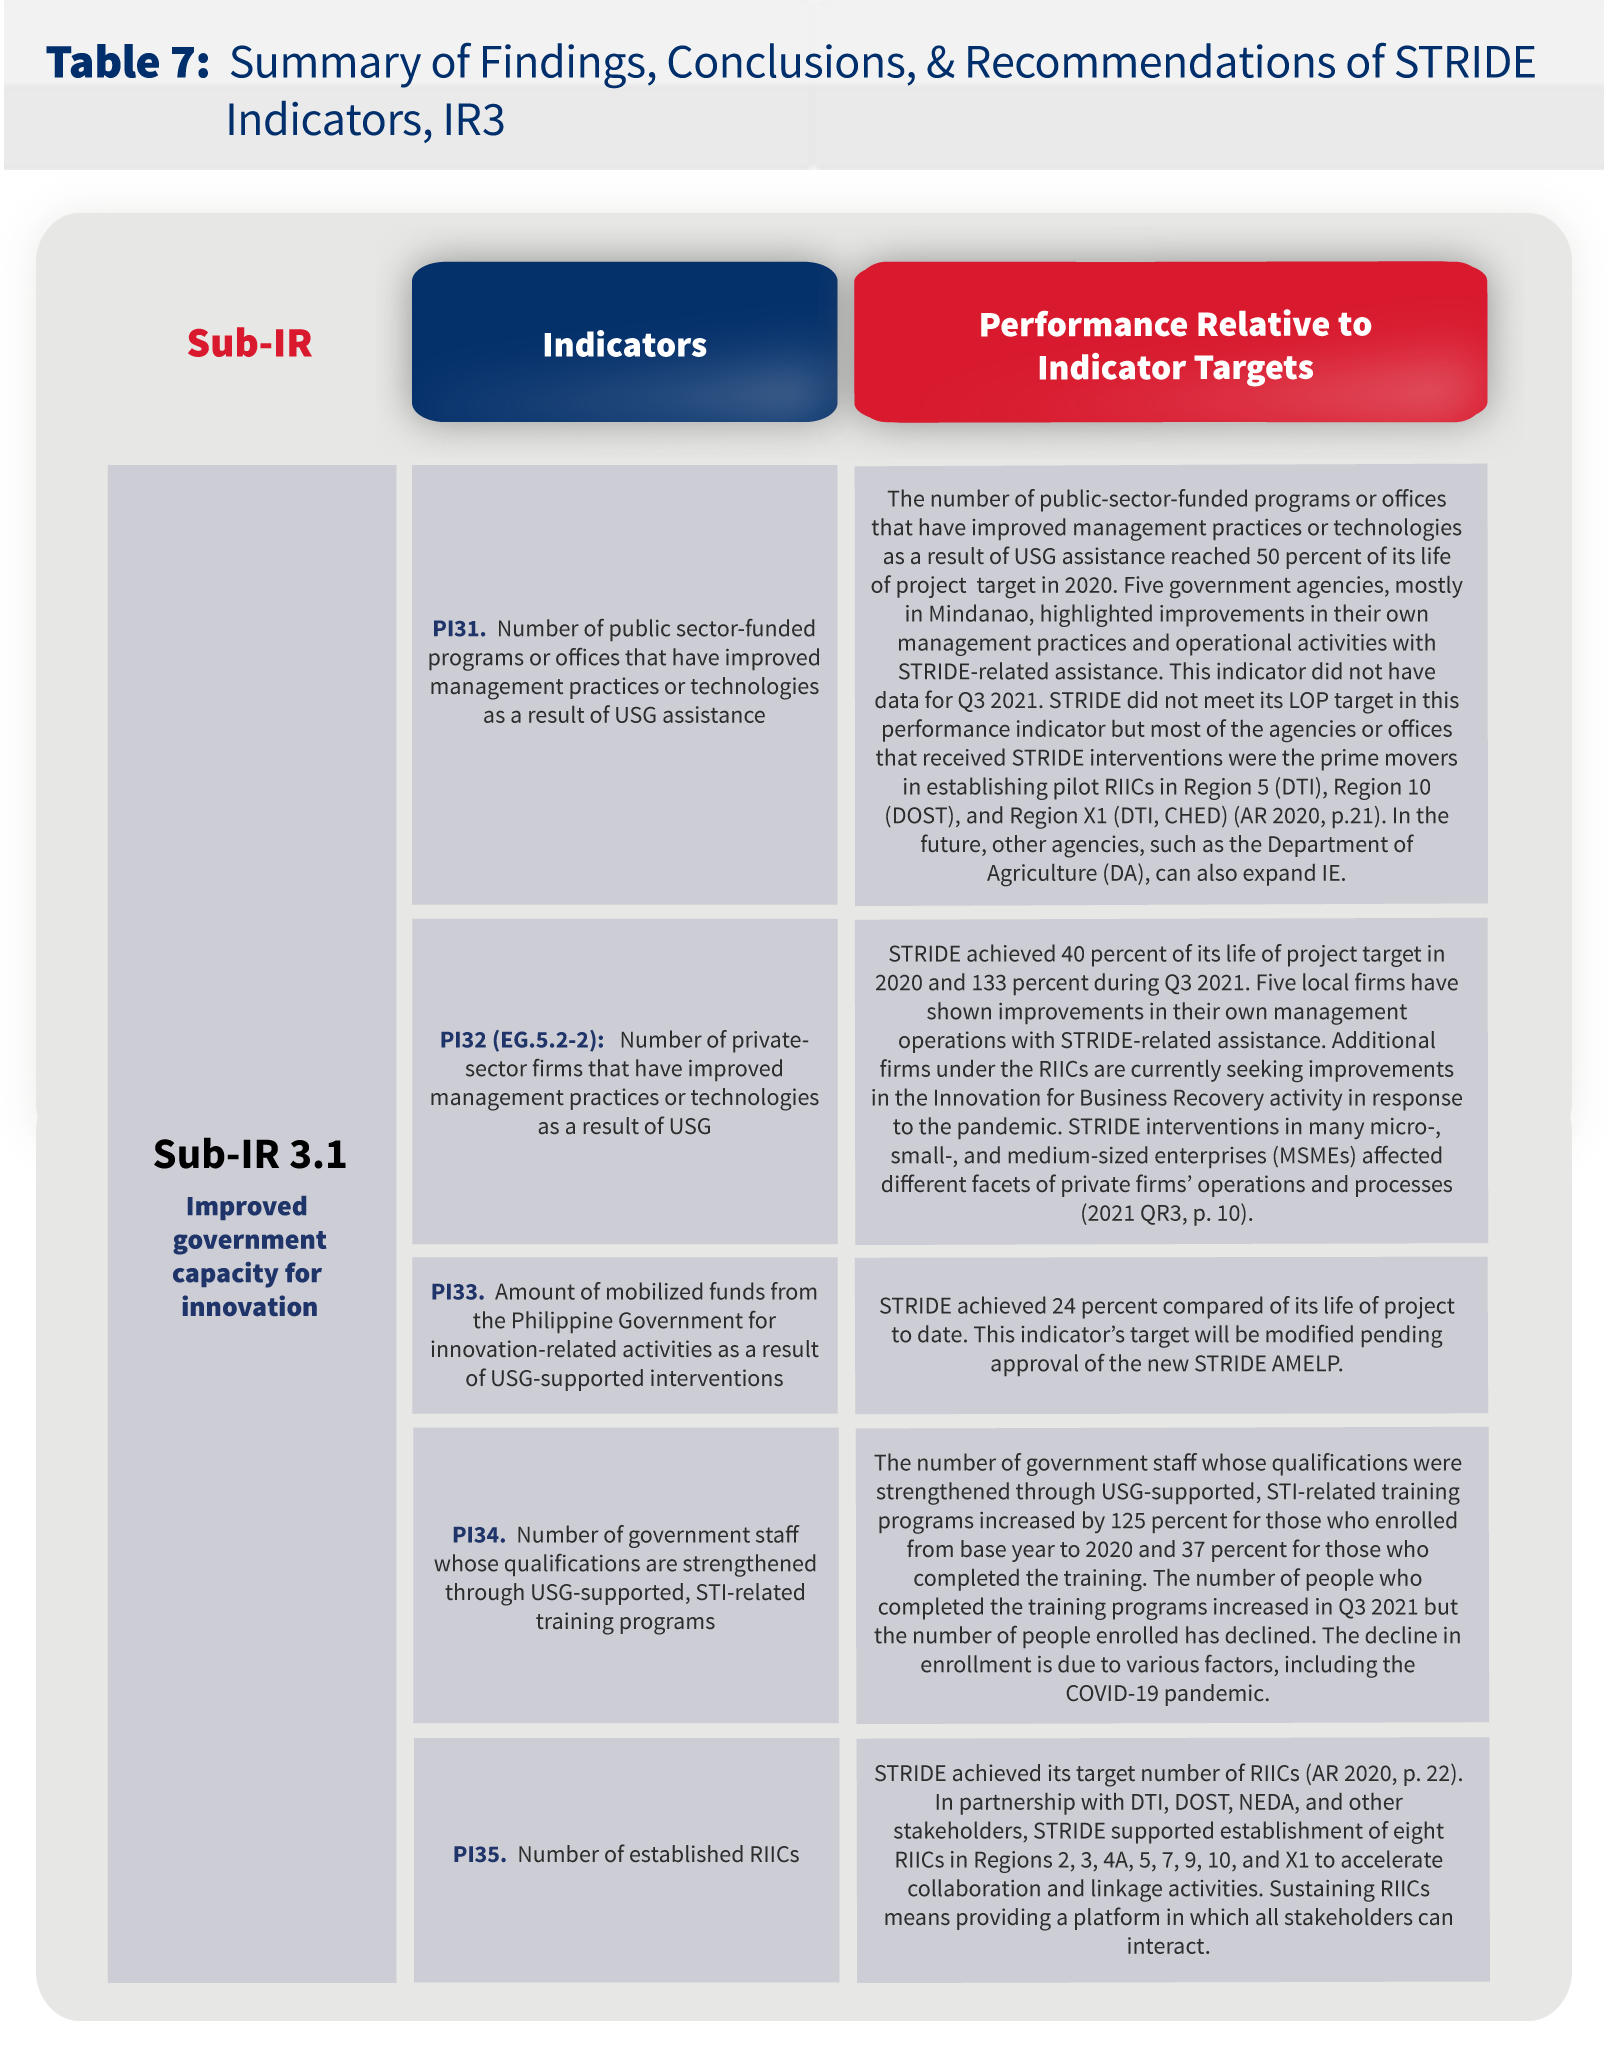 Table 7: Summary of Findings, Conclusions, & Recommendations of STRIDE
Indicators, IR3
Sub-IR
Indicators
Performance Relative to
Indicator Targets
Sub-IR 3.1
Improved
government
capacity for
innovation
PI31. Number of public sector-funded
programs or offices that have improved
management practices or technologies
as a result of USG assistance
The number of public-sector-funded programs or offices
that have improved management practices or technologies
as a result of USG assistance reached 50 percent of its life
of project target in 2020. Five government agencies, mostly
in Mindanao, highlighted improvements in their own
management practices and operational activities with
STRIDE-related assistance. This indicator did not have
data for Q3 2021. STRIDE did not meet its LOP target in this
performance indicator but most of the agencies or offices
that received STRIDE interventions were the prime movers
in establishing pilot RIICs in Region 5 (DTI), Region 10
(DOST), and Region X1 (DTI, CHED) (AR 2020, p.21). In the
future, other agencies, such as the Department of
Agriculture (DA), can also expand IE.
PI32 (EG.5.2-2): Number of private-
sector firms that have improved
management practices or technologies
as a result of USG
STRIDE achieved 40 percent of its life of project target in
2020 and 133 percent during Q3 2021. Five local firms have
shown improvements in their own management
operations with STRIDE-related assistance. Additional
firms under the RIICs are currently seeking improvements
in the Innovation for Business Recovery activity in response
to the pandemic. STRIDE interventions in many micro-,
small-, and medium-sized enterprises (MSMEs) affected
different facets of private firms’ operations and processes
(2021 QR3, p. 10).
PI33. Amount of mobilized funds from
the Philippine Government for
innovation-related activities as a result
of USG-supported interventions
STRIDE achieved 24 percent compared of its life of project
to date. This indicator’s target will be modified pending
approval of the new STRIDE AMELP.
PI34. Number of government staff
whose qualifications are strengthened
through USG-supported, STI-related
training programs
The number of government staff whose qualifications were
strengthened through USG-supported, STI-related training
programs increased by 125 percent for those who enrolled
from base year to 2020 and 37 percent for those who
completed the training. The number of people who
completed the training programs increased in Q3 2021 but
the number of people enrolled has declined. The decline in
enrollment is due to various factors, including the
COVID-19 pandemic.
PI35. Number of established RIICs
STRIDE achieved its target number of RIICs (AR 2020, p. 22).
In partnership with DTI, DOST, NEDA, and other
stakeholders, STRIDE supported establishment of eight
RIICs in Regions 2, 3, 4A, 5, 7, 9, 10, and X1 to accelerate
collaboration and linkage activities. Sustaining RIICs
means providing a platform in which all stakeholders can
interact.